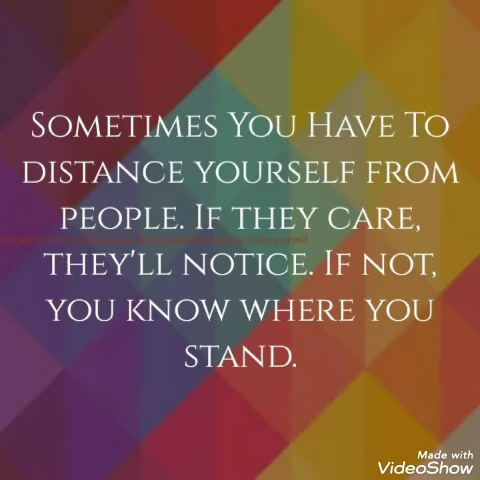 Sometimes You Have To
distance yourself from
people. If they care,
they'll notice. If not,
you know where you
stand.
Made with
VideoShow